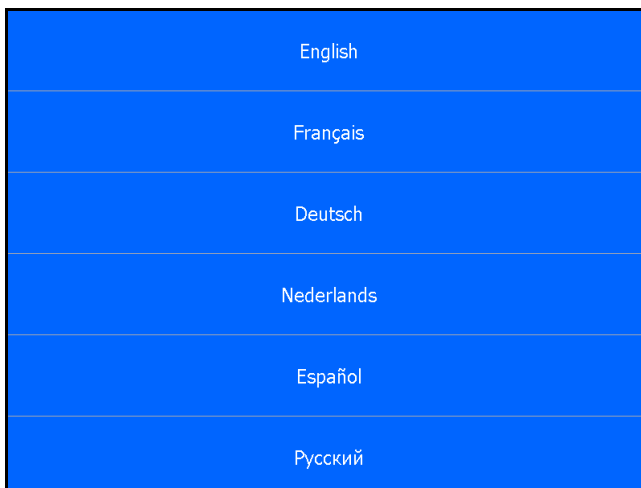 English
Français
Deutsch
Nederlands
Español
Русский